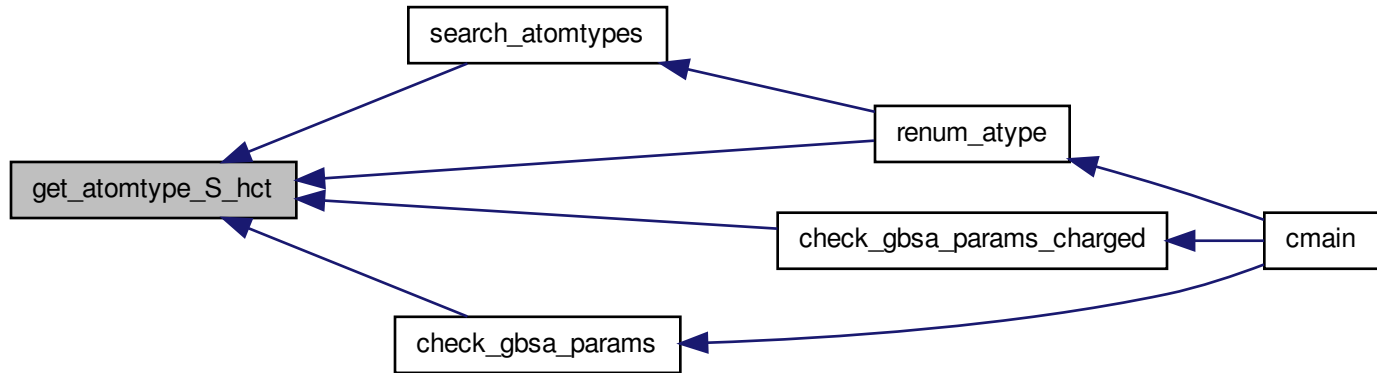 search_atomtypes
renum_atype
get_atomtype_S_hct
check_gbsa_params_charged
cmain
check_gbsa_params